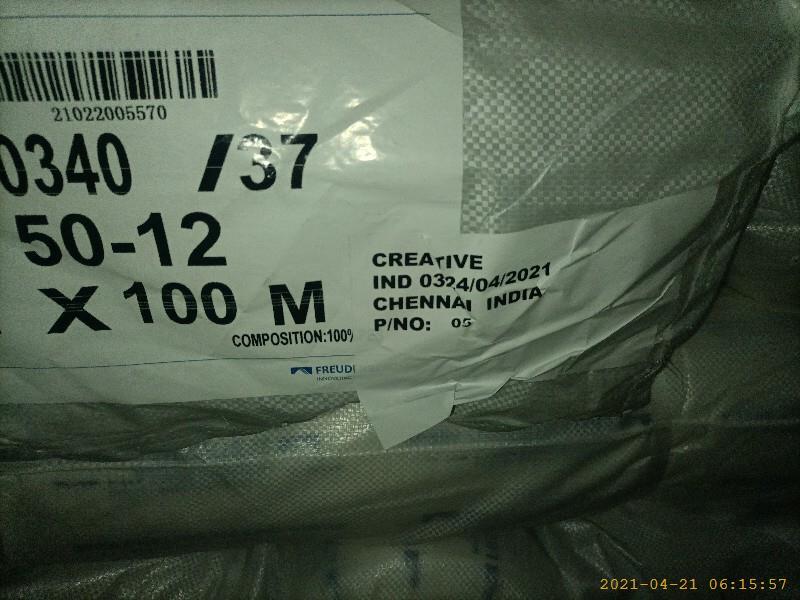 21022005570
0340 /37
50-12
X 100 M
COMPOSITION:100%
FREUD
CREATIVE
IND 0324/04/2021
CHENNAI INDIA
P/NO: 05
2021-04-21 06:15:57